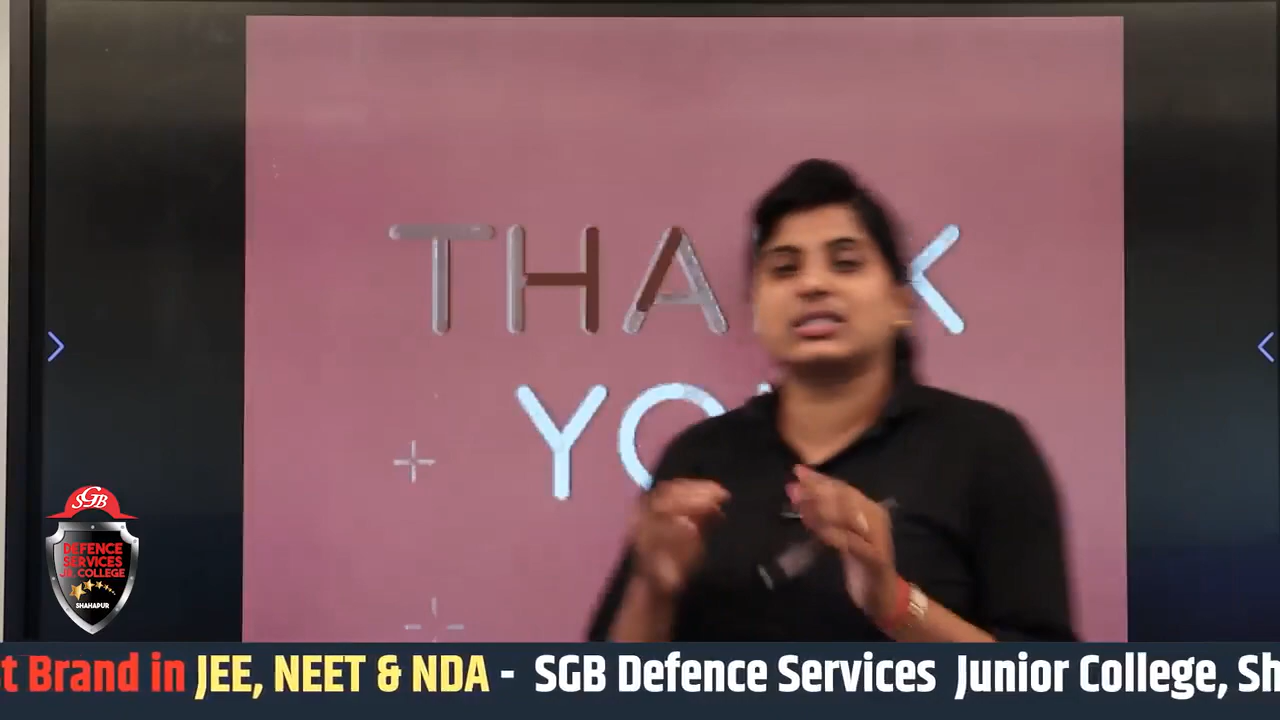 THA K
YO
SGB
DEFENCE
SERVICES
JR. COLLEGE
SHAHAPUR
t Brand in JEE, NEET & NDA - SGB Defence Services Junior College, Sh